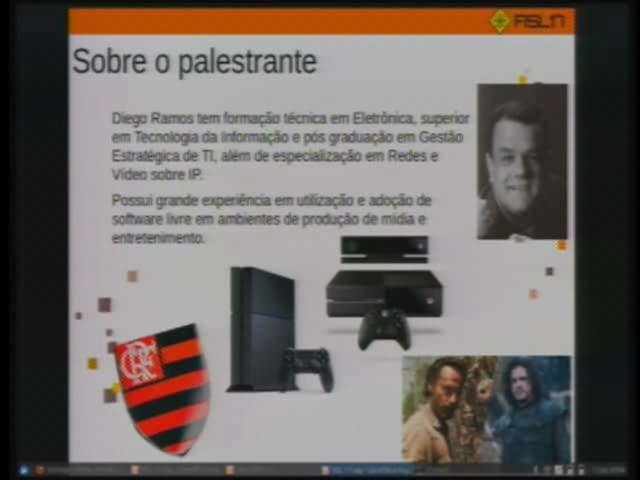 FISL17
Sobre o palestrante
Diego Ramos tem formação técnica em Eletrônica, superior
em Tecnologia da Informação e pós graduação em Gestão
Estratégica de TI, além de especialização em Redes e
Vídeo sobre IP.
Possui grande experiência em utilização e adoção de
software livre em ambientes de produção de mídia e
entretenimento.